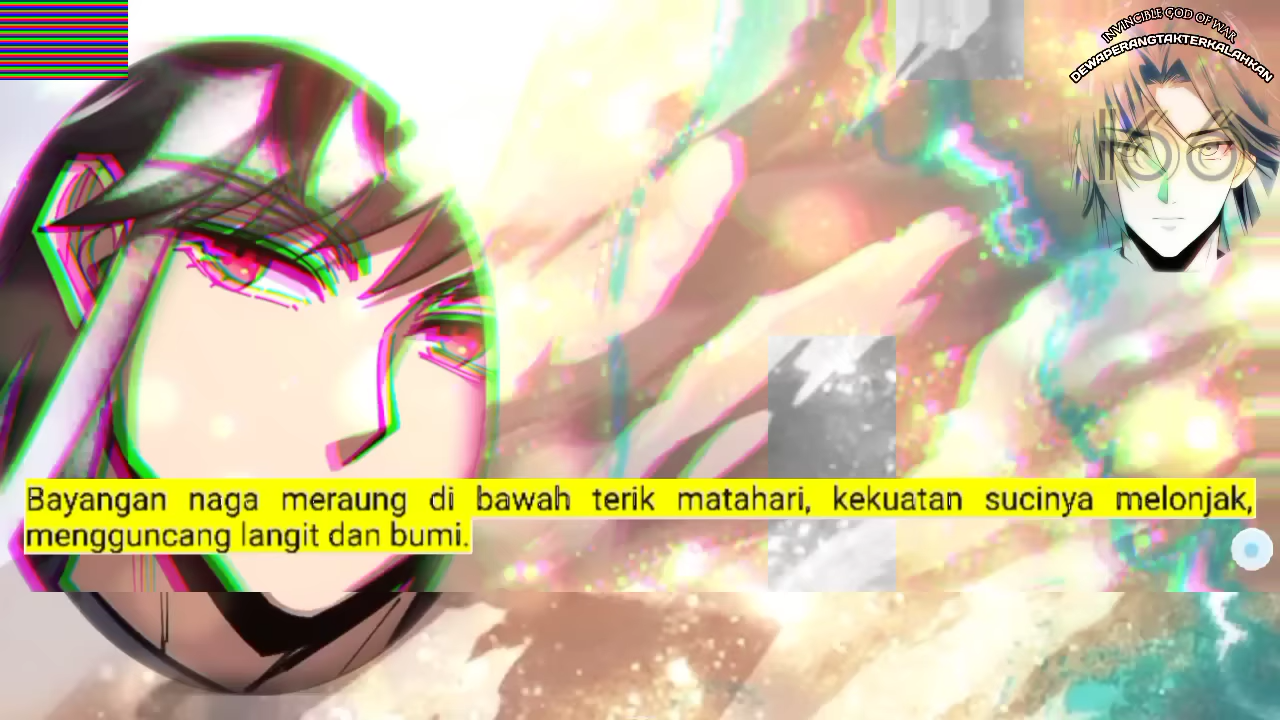 INVINCIBLE GOD OF WAR
DEWAPERANGTAKTERKALAHKAN
Bayangan naga meraung di bawah terik matahari, kekuatan sucinya melonjak,
mengguncang langit dan bumi.